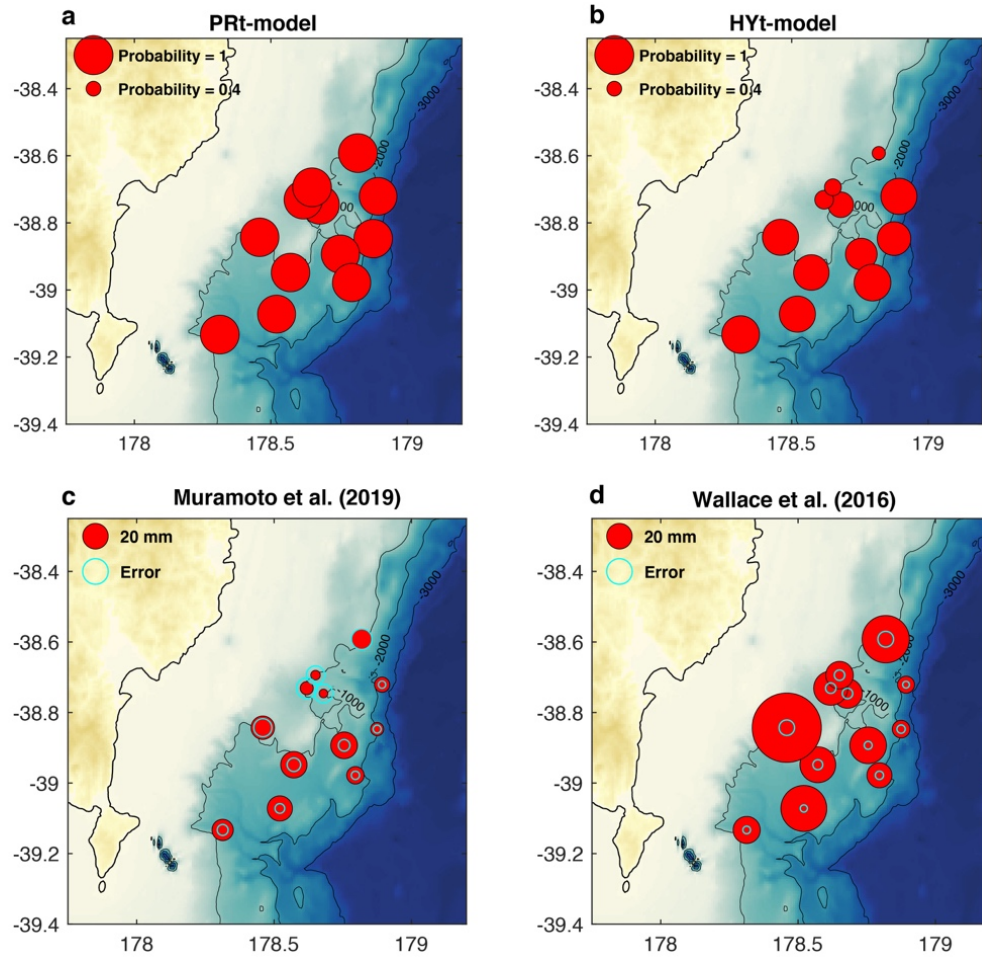 a
PRt-model
Probability = 1
Probability = 0.4
-38.4
-38.6
-38.8
-39
-39.2
-39.4
178
178.5
179
-3000
-2000
b
HYt-model
Probability = 1
Probability = 0.4
-38.4
-38.6
-38.8
-39
-39.2
-39.4
178
178.5
179
-3000
-2000
c
Muramoto et al. (2019)
20 mm
Error
-38.4
-38.6
-38.8
-39
-39.2
-39.4
178
178.5
179
-3000
-2000
-1000
d
Wallace et al. (2016)
20 mm
Error
-38.4
-38.6
-38.8
-39
-39.2
-39.4
178
178.5
179
-3000
-2000
-1000